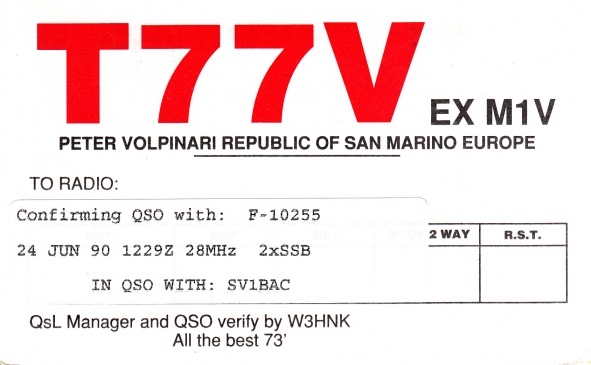 T77V EX M1V
PETER VOLPINARI REPUBLIC OF SAN MARINO EUROPE
TO RADIO:
Confirming QSO with: F-10255
24 JUN 90 1229Z 28MHz 2xSSB
IN QSO WITH: SV1BAC
2 WAY R.S.T.
QsL Manager and QSO verify by W3HNK
All the best 73'